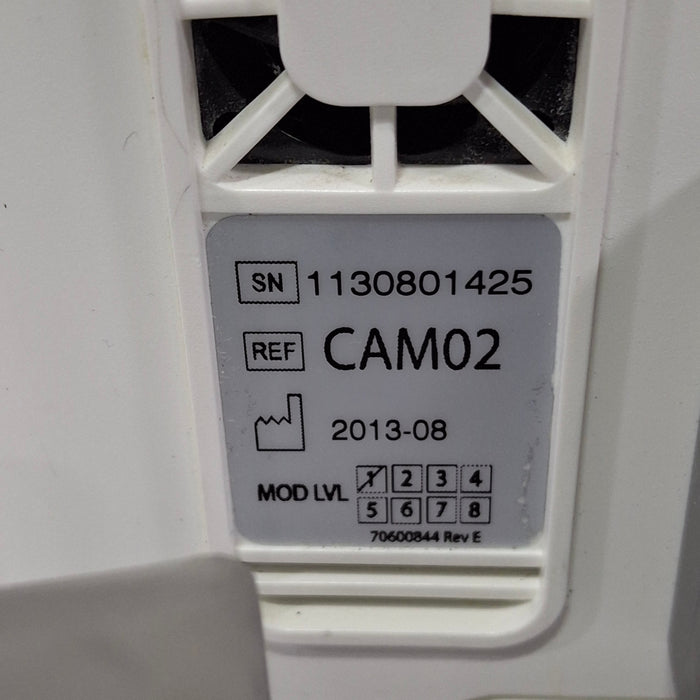 SN 1130801425
REF CAM02
2013-08
MOD LVL 1 2 3 4
5 6 7 8
70600844 Rev E